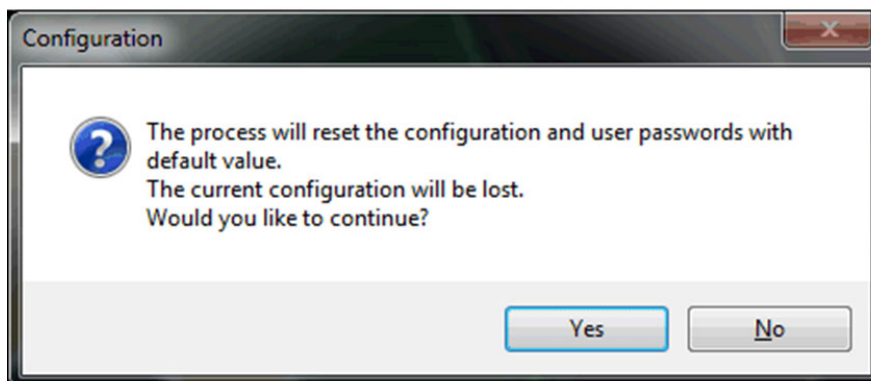 Configuration
The process will reset the configuration and user passwords with
default value.
The current configuration will be lost.
Would you like to continue?
Yes
No